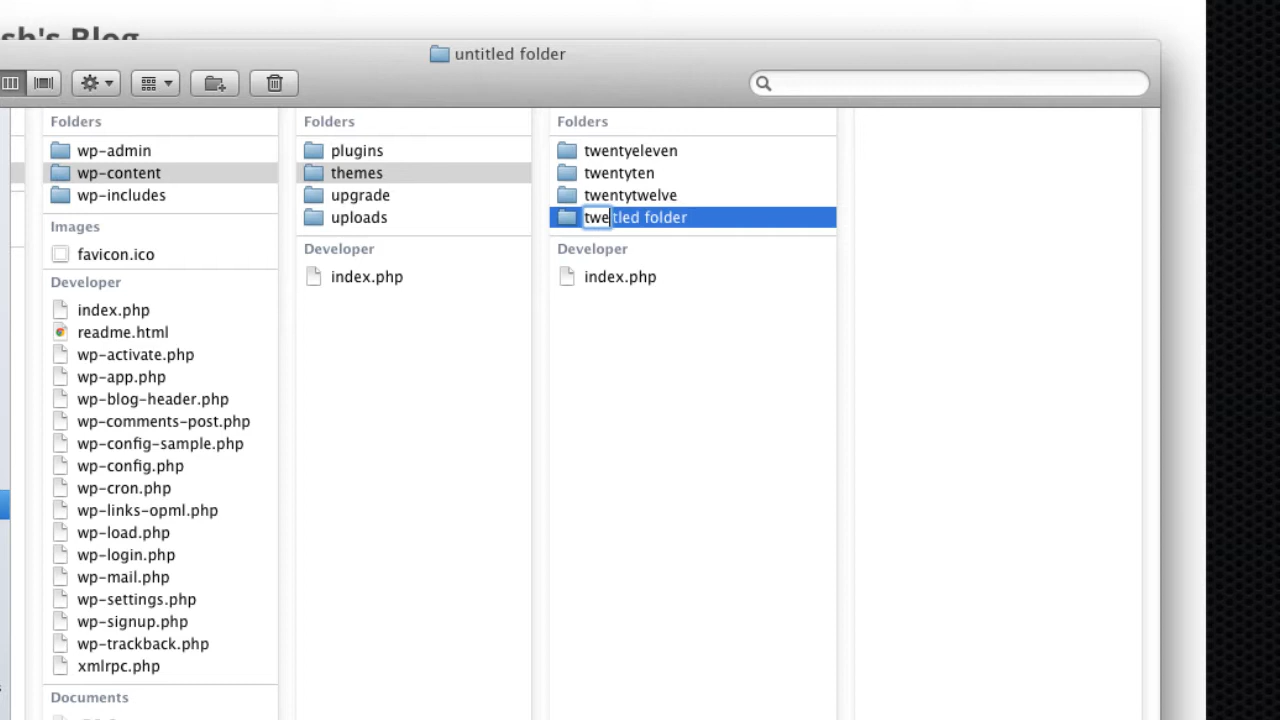 sh's Blog
untitled folder
Folders
wp-admin
wp-content
wp-includes
Images
favicon.ico
Developer
index.php
readme.html
wp-activate.php
wp-app.php
wp-blog-header.php
wp-comments-post.php
wp-config-sample.php
wp-config.php
wp-cron.php
wp-links-opml.php
wp-load.php
wp-login.php
wp-mail.php
wp-settings.php
wp-signup.php
wp-trackback.php
xmlrpc.php
Documents
Folders
plugins
themes
upgrade
uploads
Developer
index.php
Folders
twentyeleven
twentyten
twentytwelve
twetled folder
Developer
index.php